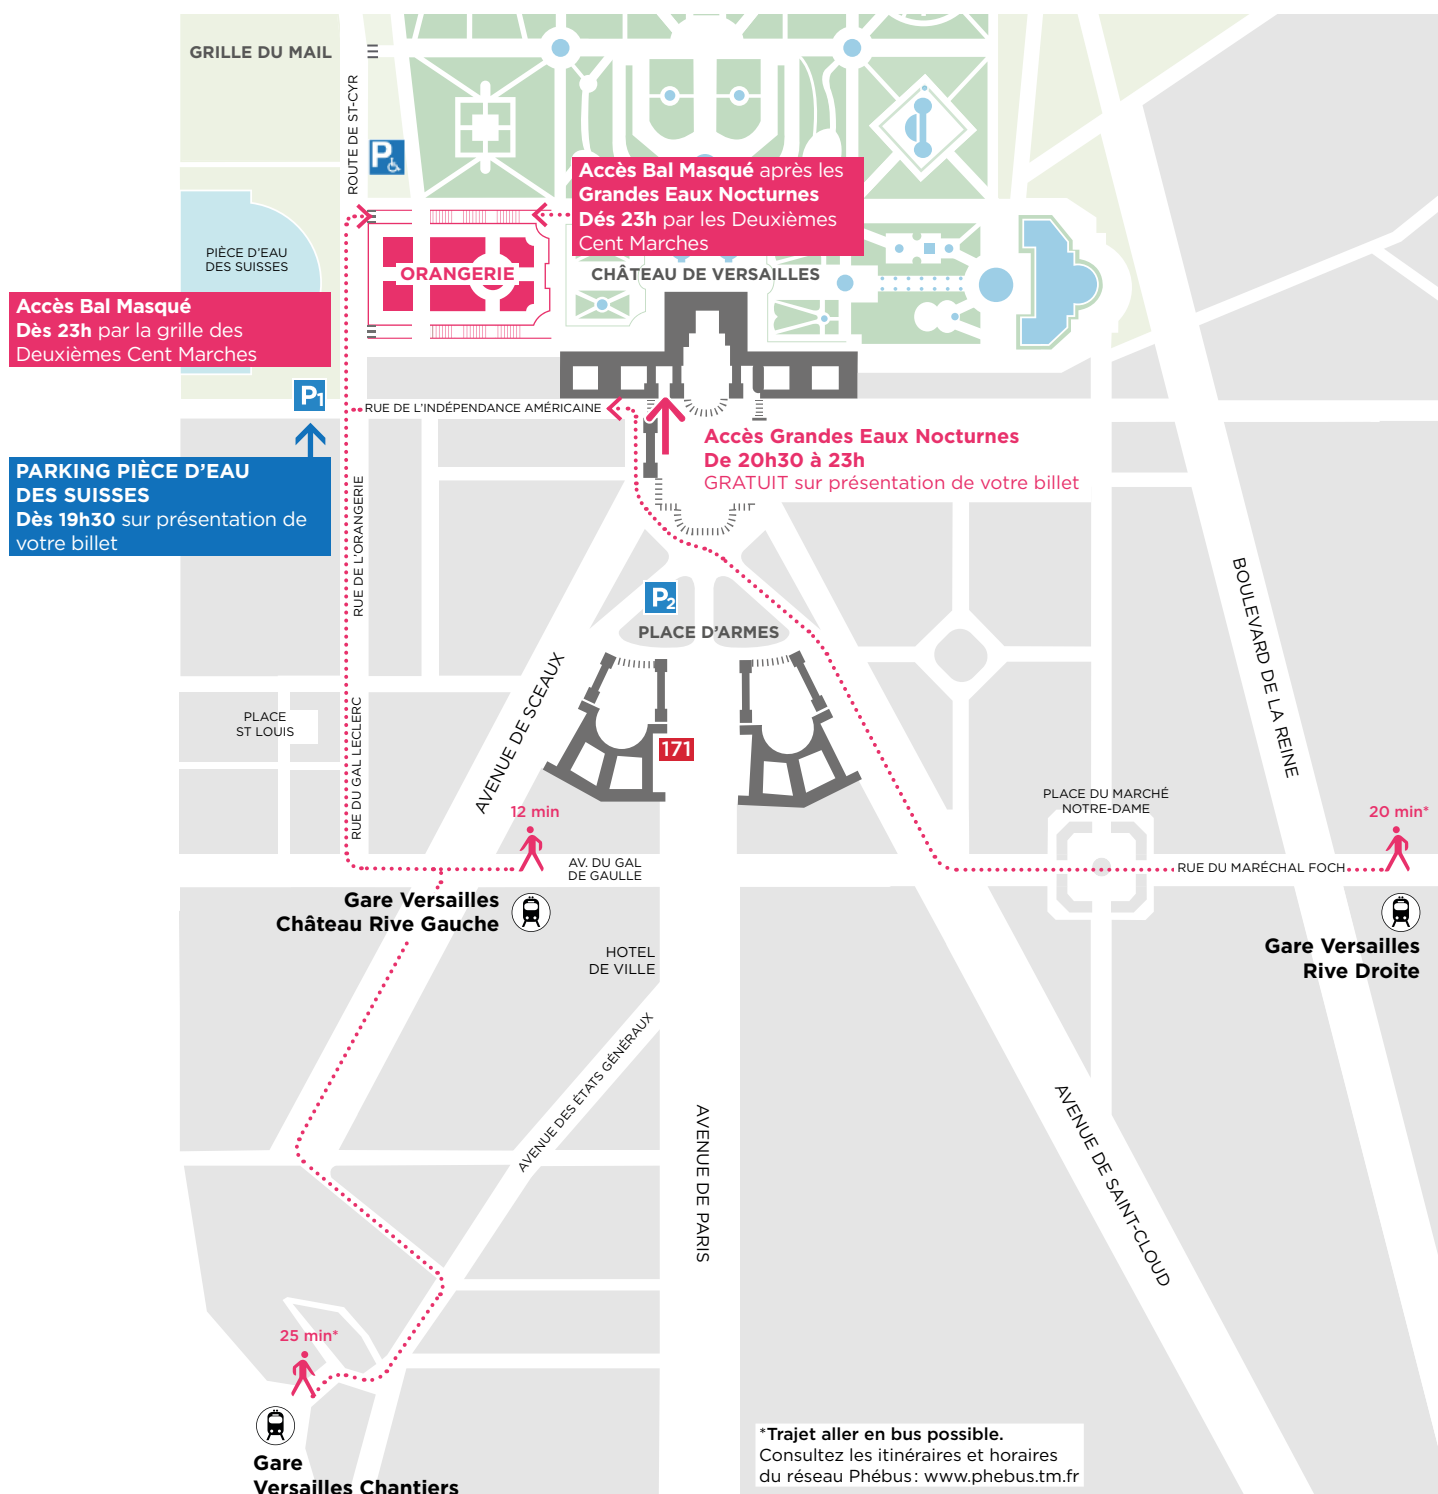 GRILLE DU MAIL
ROUTE DE ST-CYR
P
Accès Bal Masqué après les
Grandes Eaux Nocturnes
Dés 23h par les Deuxièmes
Cent Marches
PIÈCE D'EAU
DES SUISSES
ORANGERIE
CHÂTEAU DE VERSAILLES
Accès Bal Masqué
Dès 23h par la grille des
Deuxièmes Cent Marches
P1
RUE DE L'INDÉPENDANCE AMÉRICAINE
Accès Grandes Eaux Nocturnes
De 20h30 à 23h
GRATUIT sur présentation de votre billet
PARKING PIÈCE D'EAU
DES SUISSES
Dès 19h30 sur présentation de
votre billet
RUE DE L'ORANGERIE
P2
PLACE D'ARMES
BOULEVARD DE LA REINE
AVENUE DE SCEAUX
PLACE
ST LOUIS
RUE DU GAL LECLERC
171
PLACE DU MARCHÉ
NOTRE-DAME
12 min
20 min*
AV. DU GAL
DE GAULLE
RUE DU MARÉCHAL FOCH
Gare Versailles
Château Rive Gauche
Gare Versailles
Rive Droite
HOTEL
DE VILLE
AVENUE DES ÉTATS GÉNÉRAUX
AVENUE DE PARIS
AVENUE DE SAINT-CLOUD
25 min*
Gare
Versailles Chantiers
*Trajet aller en bus possible.
Consultez les itinéraires et horaires
du réseau Phébus : www.phebus.tm.fr